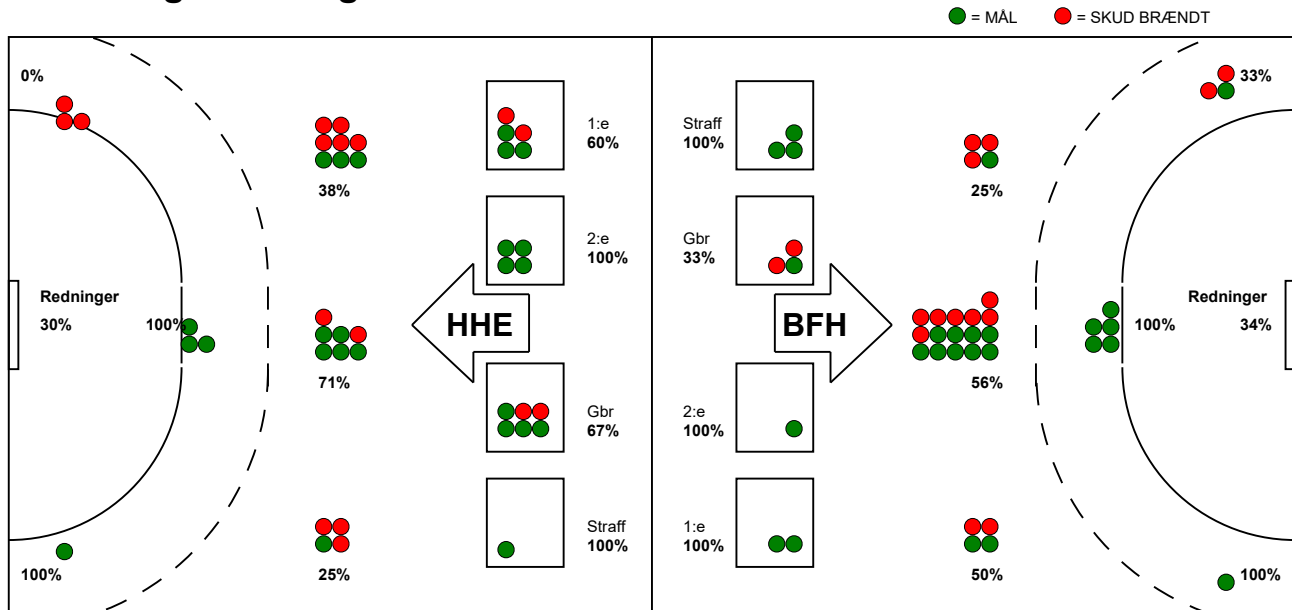 = MÅL
= SKUD BRÆNDT
0%
38%
1:e
60%
2:e
100%
Redninger
30%
100%
HHE
71%
Gbr
67%
Straff
100%
25%
100%
Straff
100%
25%
33%
Gbr
33%
BFH
56%
100%
Redninger
34%
2:e
100%
1:e
100%
50%
100%